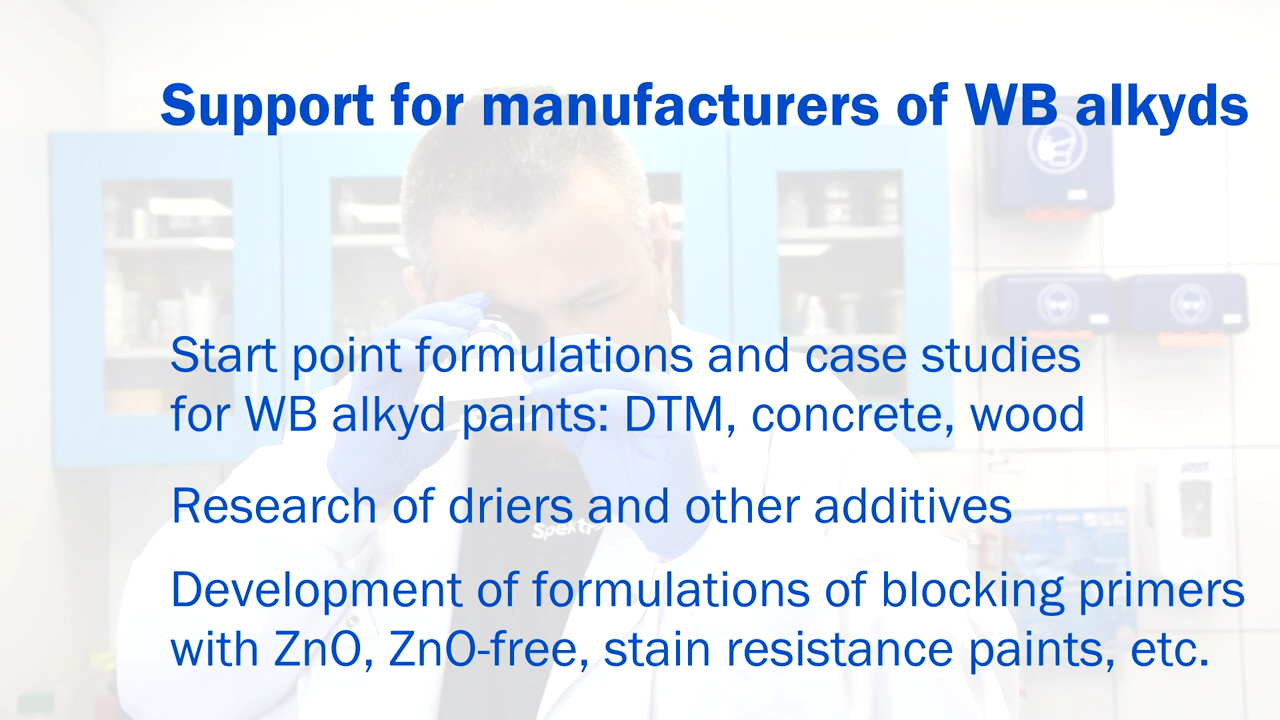 Support for manufacturers of WB alkyds
Start point formulations and case studies
for WB alkyd paints: DTM, concrete, wood
Research of driers and other additives
Development of formulations of blocking primers
with ZnO, ZnO-free, stain resistance paints, etc.